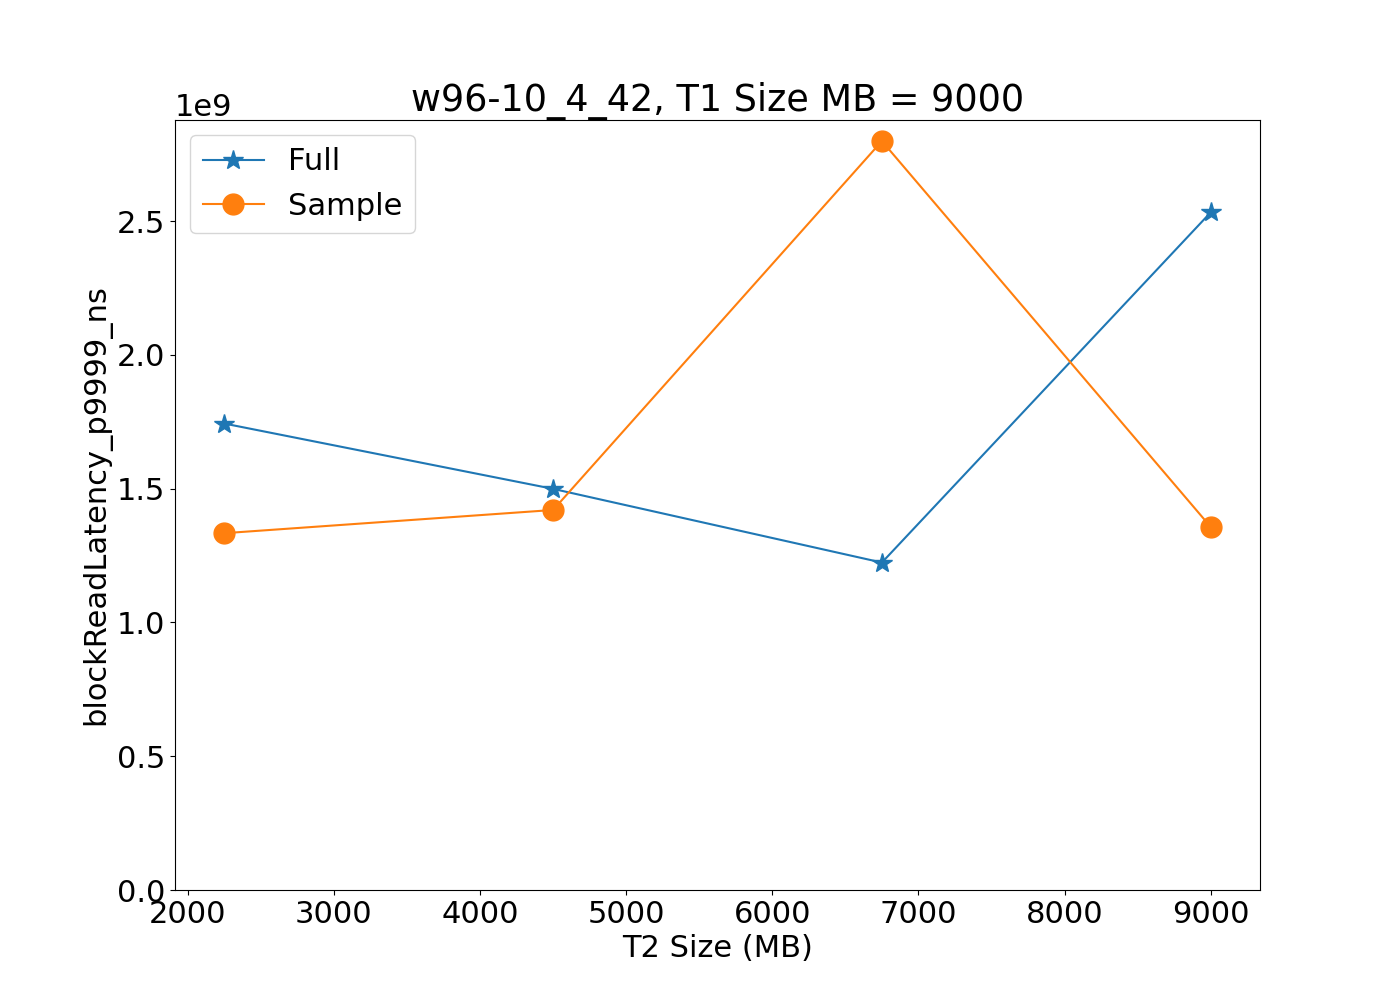 w96-10_4_42, T1 Size MB = 9000
1e9
Full
Sample
2.5
2.0
1.5
1.0
0.5
0.0
blockReadLatency_p9999_ns
2000 3000 4000 5000 6000 7000 8000 9000
T2 Size (MB)